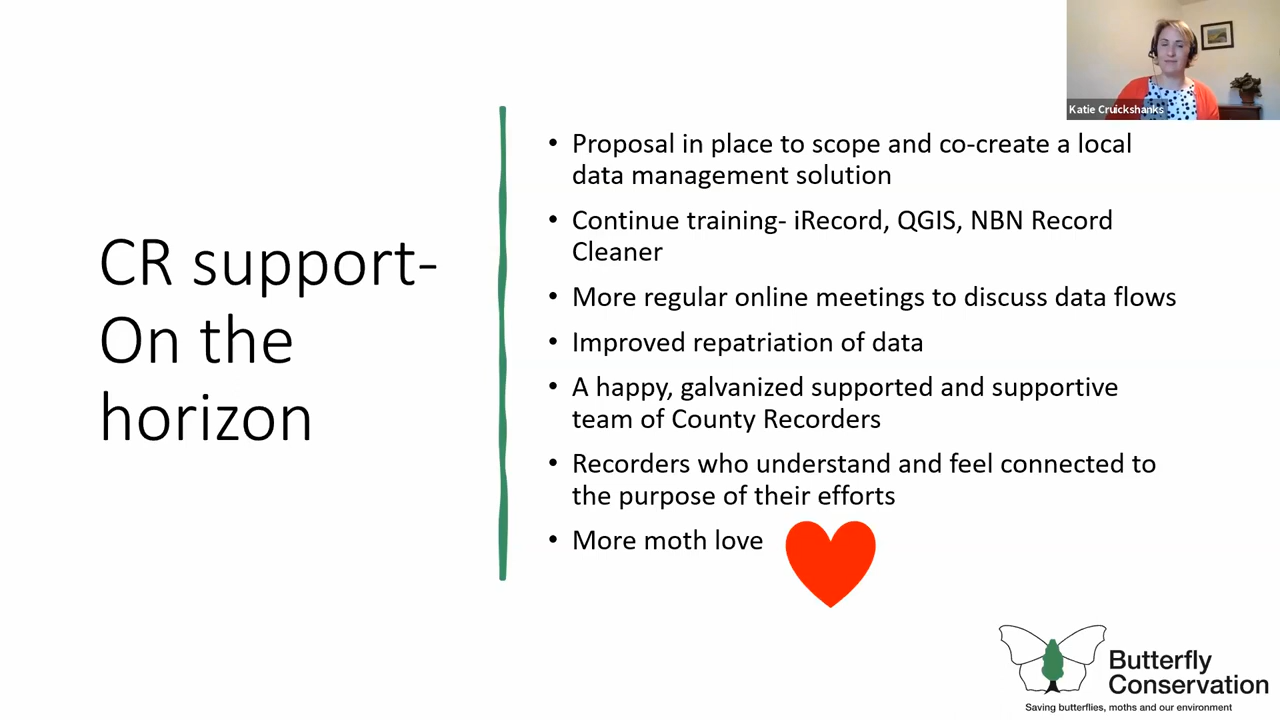 Katie Cruickshanks
CR support-
On the
horizon
• Proposal in place to scope and co-create a local
data management solution
• Continue training- iRecord, QGIS, NBN Record
Cleaner
• More regular online meetings to discuss data flows
• Improved repatriation of data
• A happy, galvanized supported and supportive
team of County Recorders
• Recorders who understand and feel connected to
the purpose of their efforts
• More moth love
Butterfly
Conservation
Saving butterflies, moths and our environment